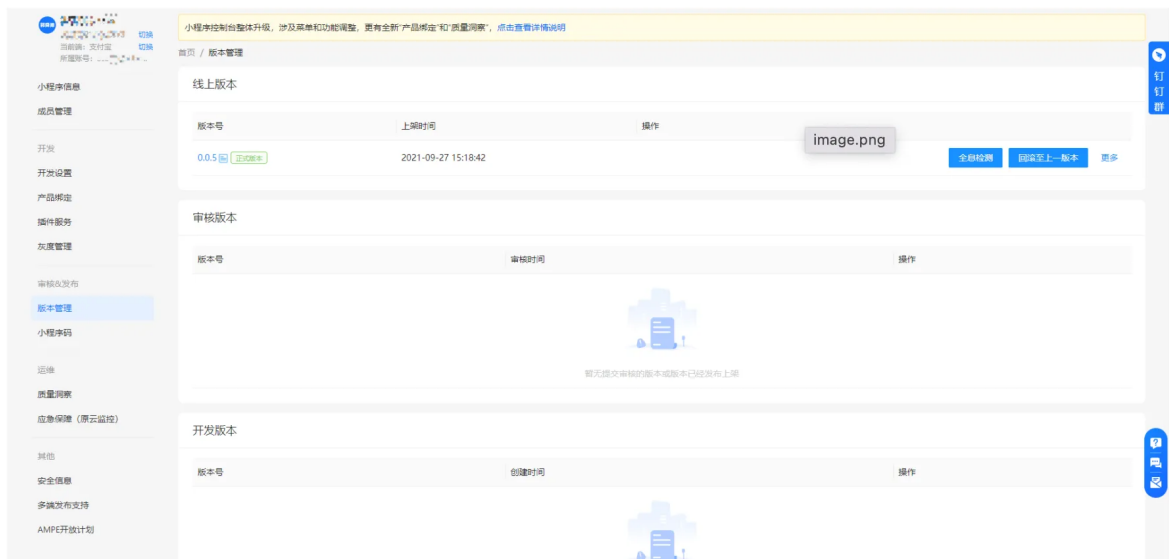 切换
当前端：支付宝 切换
所属账号：
小程序信息
成员管理
开发
开发设置
产品绑定
插件服务
灰度管理
审核&发布
版本管理
小程序码
运维
质量洞察
应急保障（原云监控）
其他
安全信息
多端发布支持
AMPE开放计划
小程序控制台整体升级，涉及菜单和功能调整，更有全新“产品绑定”和“质量洞察”，点击查看详情说明
首页 / 版本管理
线上版本
版本号 上架时间 操作
image.png
0.0.5 正式版本 2021-09-27 15:18:42 全息检测 回滚至上一版本 更多
审核版本
版本号 审核时间 操作
暂无提交审核的版本或版本已经发布上架
开发版本
版本号 创建时间 操作
钉钉群